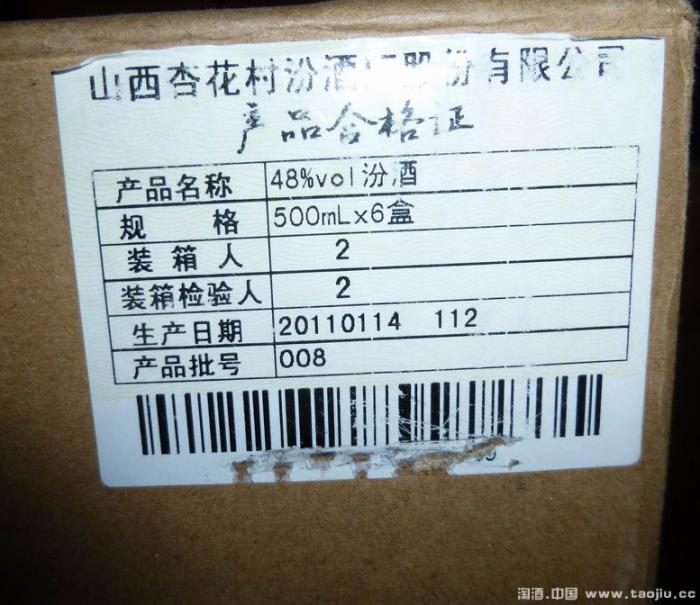 山西杏花村汾酒厂股份有限公司
产品合格证
产品名称 48%vol汾酒
规 格 500mL×6盒
装 箱 人 2
装箱检验人 2
生产日期 20110114 112
产品批号 008
淘酒.中国 www.taojiu.cc